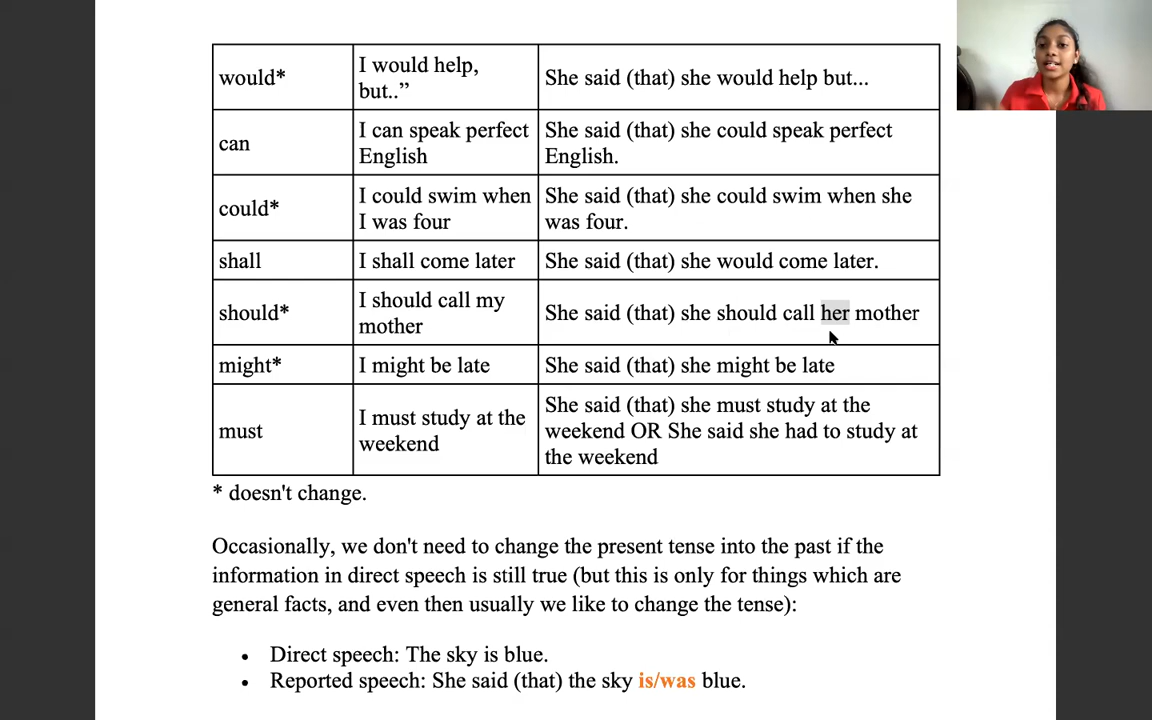 would*
I would help,
but..”
She said (that) she would help but...
can
I can speak perfect
English
She said (that) she could speak perfect
English.
could*
I could swim when
I was four
She said (that) she could swim when she
was four.
shall
I shall come later
She said (that) she would come later.
should*
I should call my
mother
She said (that) she should call her mother
might*
I might be late
She said (that) she might be late
must
I must study at the
weekend
She said (that) she must study at the
weekend OR She said she had to study at
the weekend
* doesn't change.
Occasionally, we don't need to change the present tense into the past if the
information in direct speech is still true (but this is only for things which are
general facts, and even then usually we like to change the tense):
• Direct speech: The sky is blue.
• Reported speech: She said (that) the sky is/was blue.